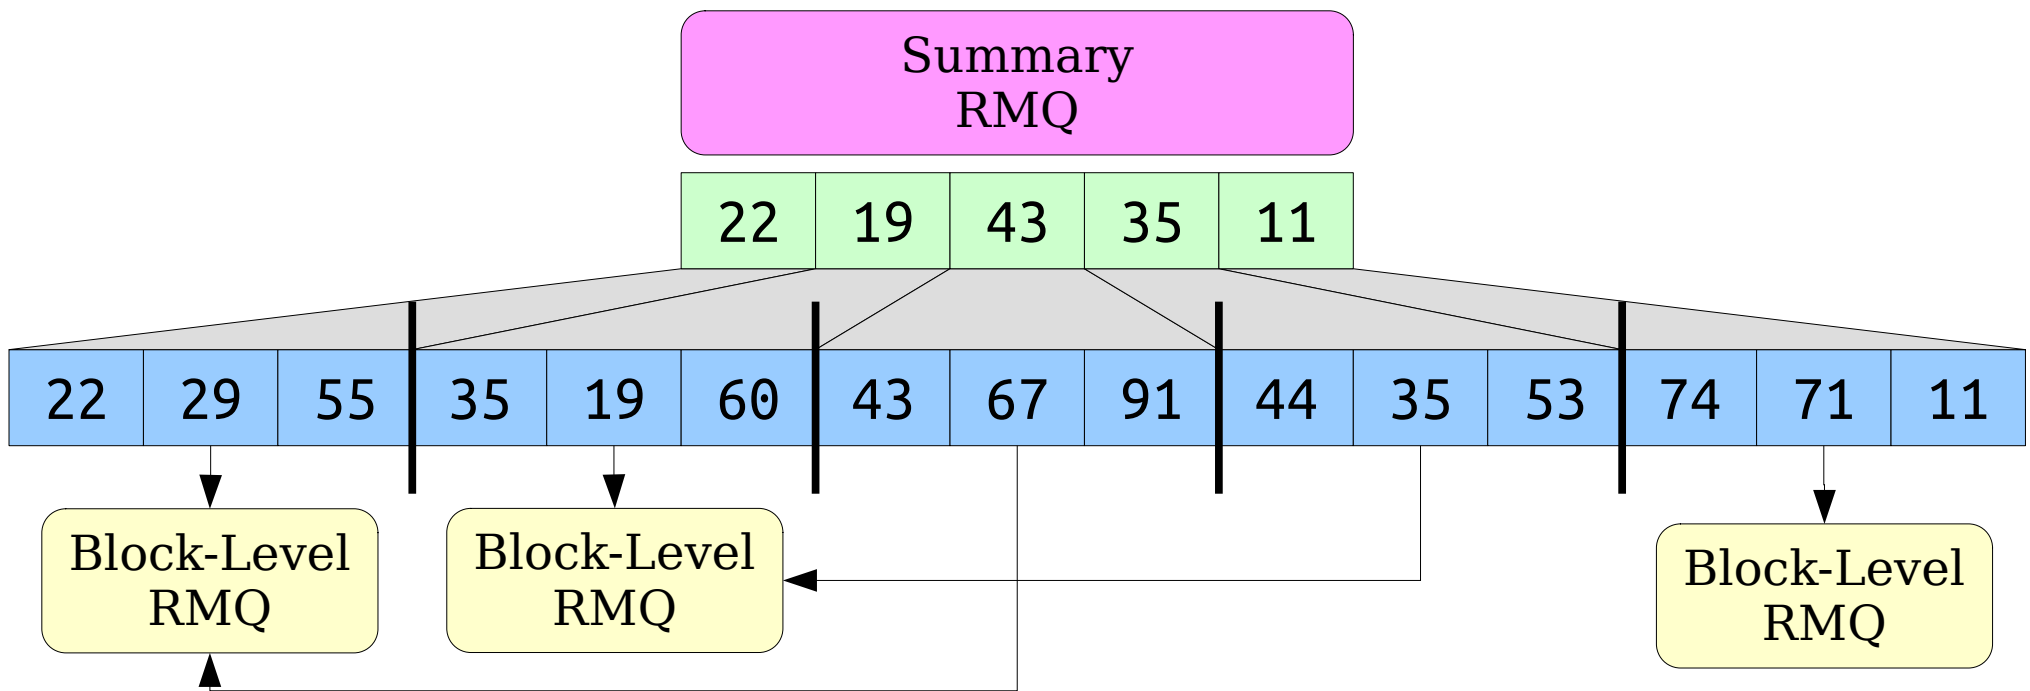 Summary
RMQ
22 19 43 35 11
22 29 55 35 19 60 43 67 91 44 35 53 74 71 11
Block-Level
RMQ
Block-Level
RMQ
Block-Level
RMQ